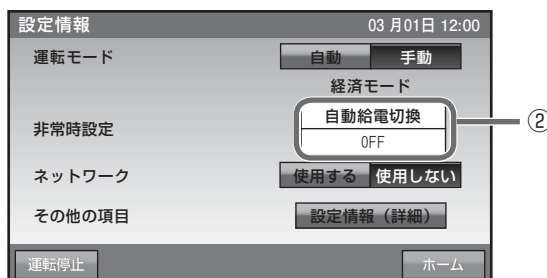 設定情報 03 月01日 12:00
運転モード 自動 手動
経済モード
非常時設定 自動給電切換 ②
OFF
ネットワーク 使用する 使用しない
その他の項目 設定情報（詳細）
運転停止 ホーム